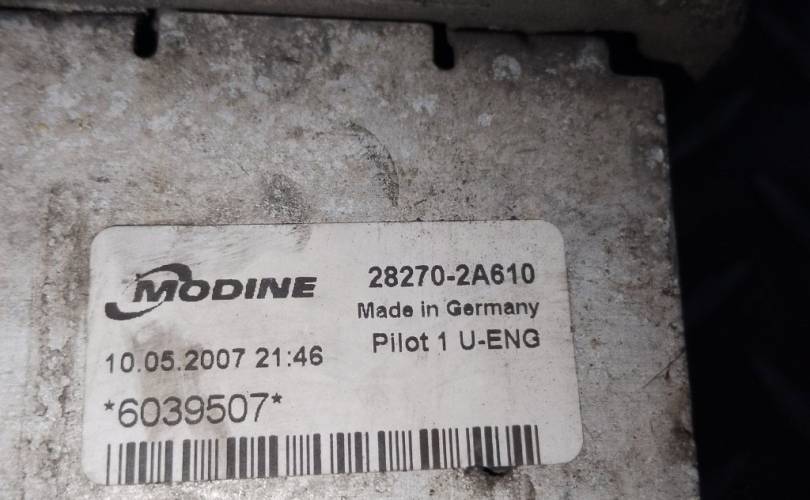 MODINE
28270-2A610
Made in Germany
Pilot 1 U-ENG
10.05.2007 21:46
*6039507*